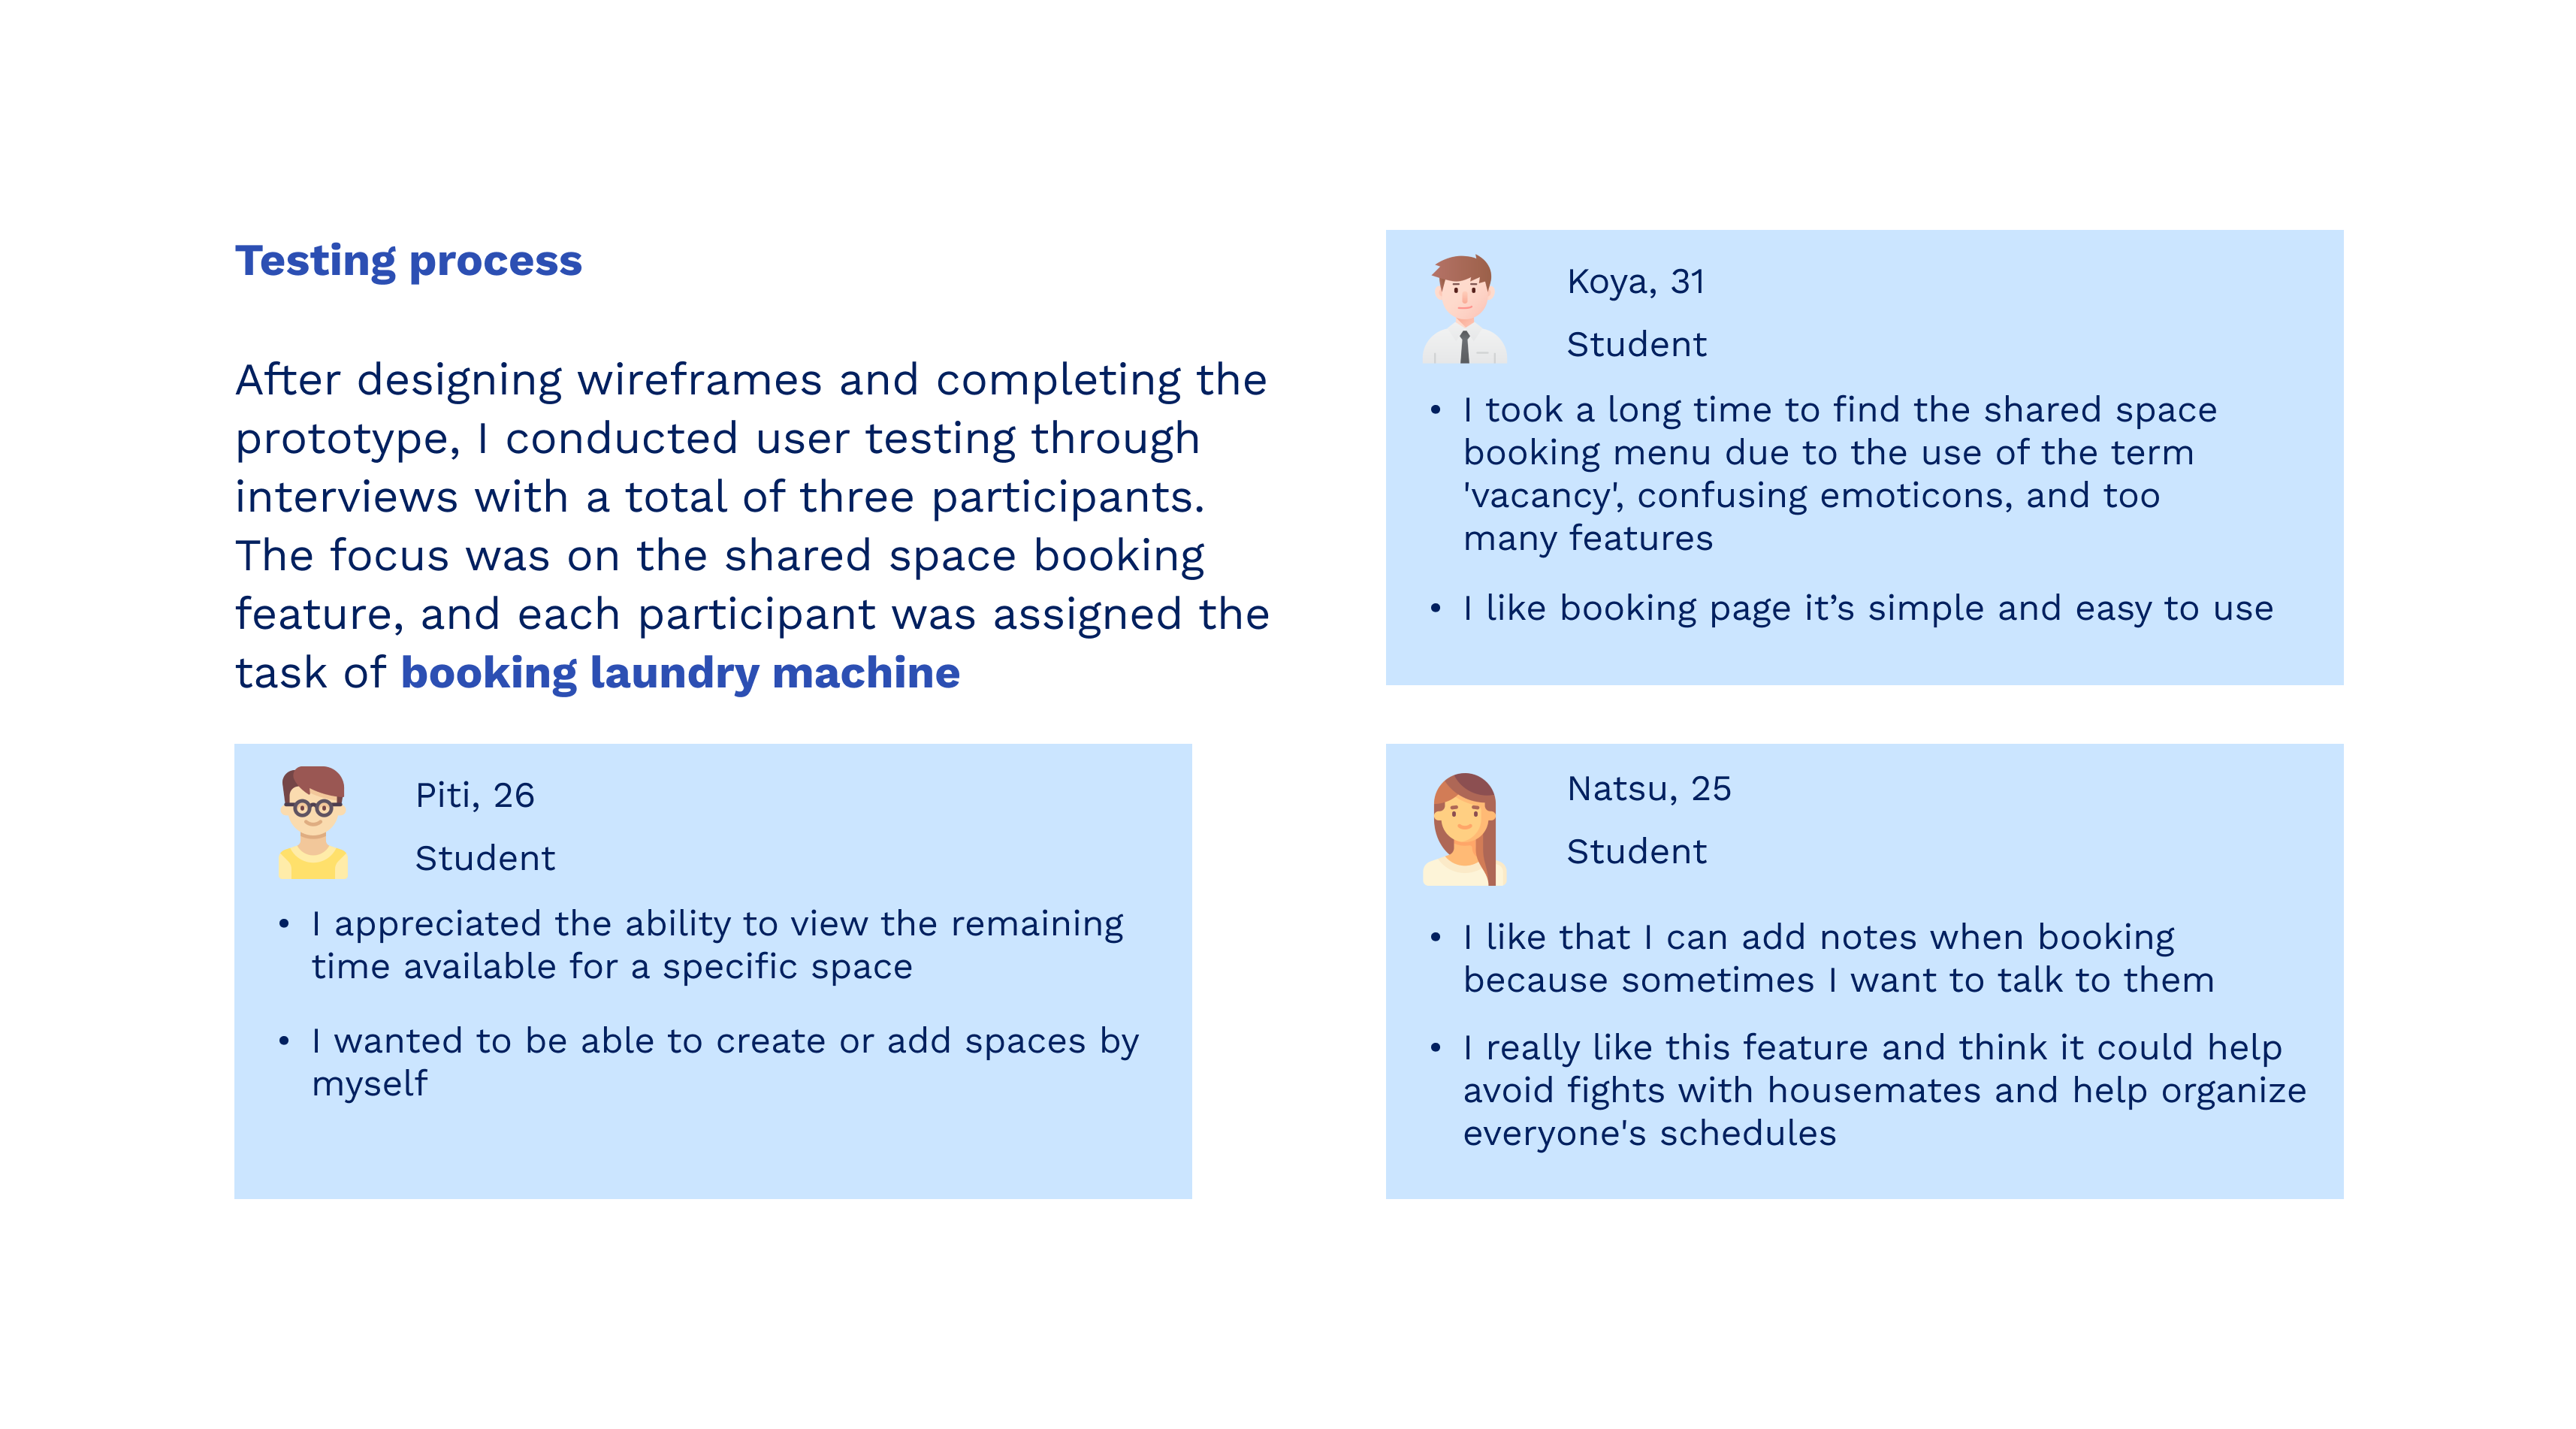 Testing process
After designing wireframes and completing the
prototype, I conducted user testing through
interviews with a total of three participants.
The focus was on the shared space booking
feature, and each participant was assigned the
task of booking laundry machine
Koya, 31
Student
• I took a long time to find the shared space
booking menu due to the use of the term
'vacancy', confusing emoticons, and too
many features
• I like booking page it’s simple and easy to use
Piti, 26
Student
• I appreciated the ability to view the remaining
time available for a specific space
• I wanted to be able to create or add spaces by
myself
Natsu, 25
Student
• I like that I can add notes when booking
because sometimes I want to talk to them
• I really like this feature and think it could help
avoid fights with housemates and help organize
everyone's schedules